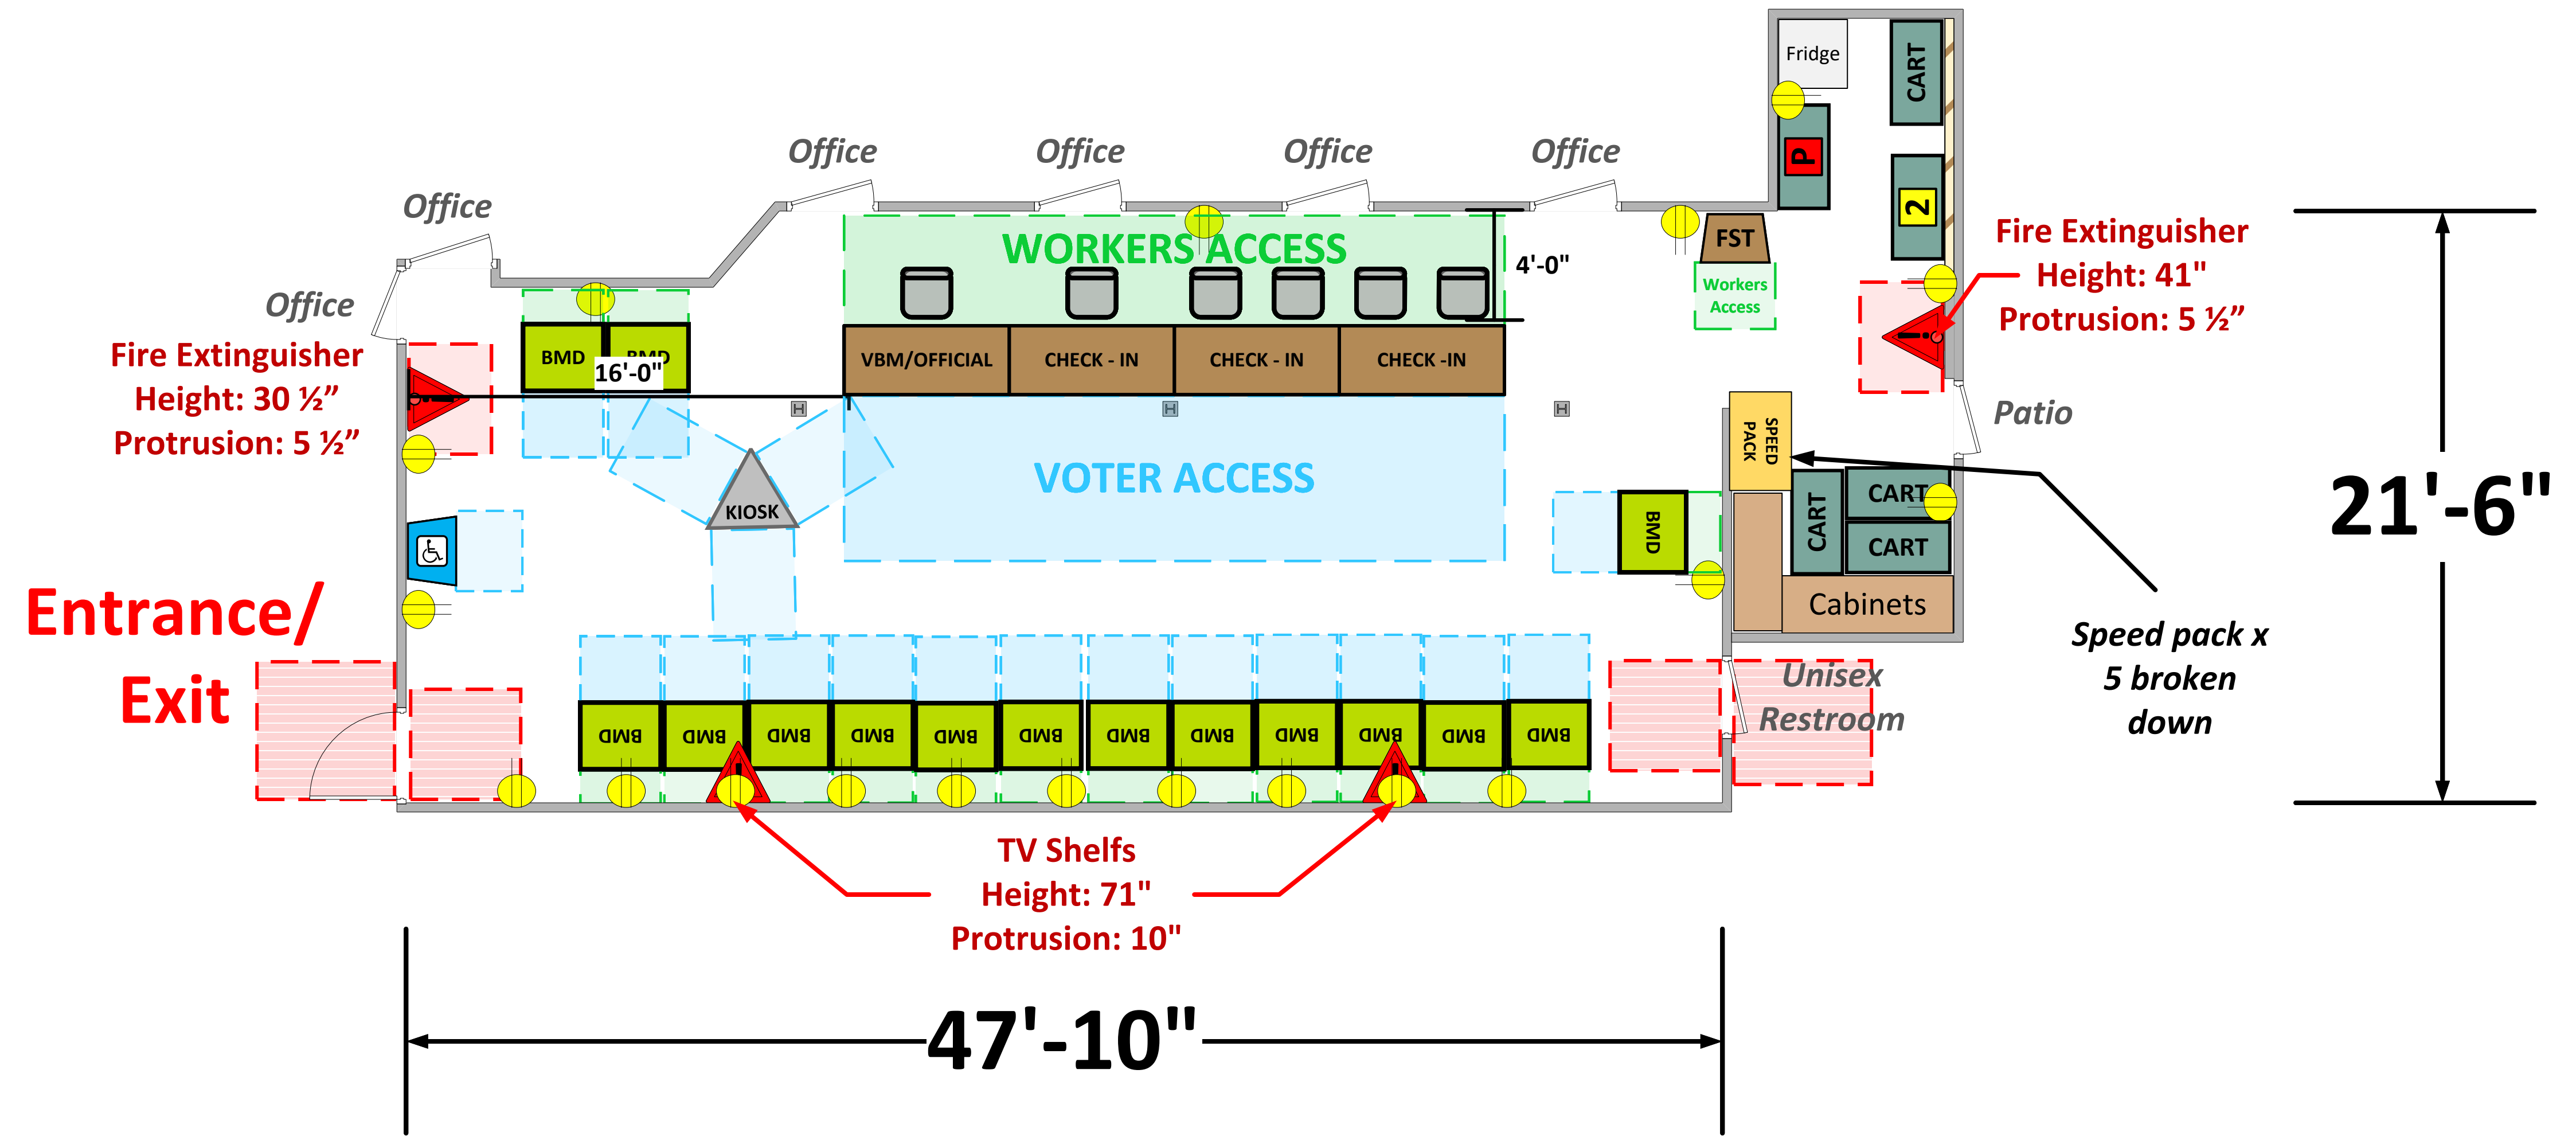 Fridge
CART
P
2
Office
Office
Office
Office
Office
Office
WORKERS ACCESS
4'-0"
FST
Workers
Access
Fire Extinguisher
Height: 41"
Protrusion: 5 ½”
Fire Extinguisher
Height: 30 ½”
Protrusion: 5 ½”
BMD
BMD
16'-0"
VBM/OFFICIAL
CHECK - IN
CHECK - IN
CHECK -IN
H
H
H
SPEED
PACK
Patio
VOTER ACCESS
KIOSK
BMD
CART
CART
CART
Cabinets
21'-6"
Entrance/
Exit
Speed pack x
5 broken
down
Unisex
Restroom
BMD
BMD
BMD
BMD
BMD
BMD
BMD
BMD
BMD
BMD
BMD
BMD
TV Shelfs
Height: 71"
Protrusion: 10"
47'-10"